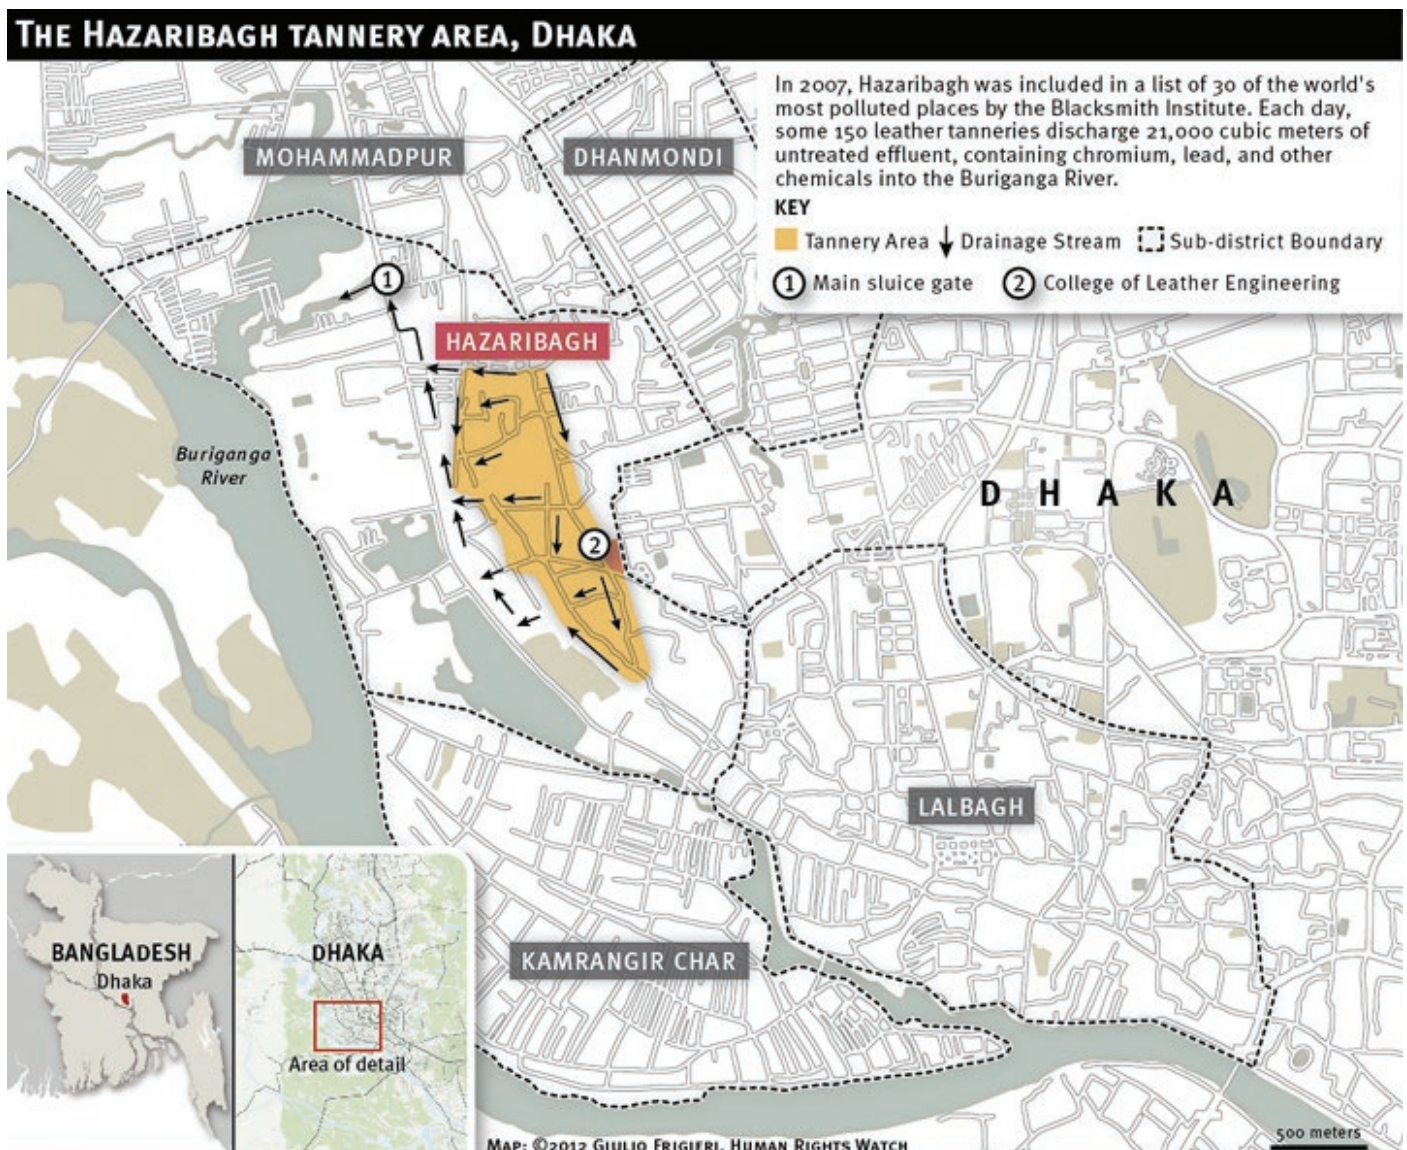 THE HAZARIBAGH TANNERY AREA, DHAKA
In 2007, Hazaribagh was included in a list of 30 of the world's
most polluted places by the Blacksmith Institute. Each day,
some 150 leather tanneries discharge 21,000 cubic meters of
untreated effluent, containing chromium, lead, and other
chemicals into the Buriganga River.
KEY
Tannery Area Drainage Stream Sub-district Boundary
1 Main sluice gate 2 College of Leather Engineering
MOHAMMADPUR
DHANMONDI
1
HAZARIBAGH
Buriganga
River
DHAKA
2
LALBAGH
KAMRANGIR CHAR
BANGLADESH
Dhaka
DHAKA
Area of detail
MAP: ©2012 GIULIO FRIGIERI, HUMAN RIGHTS WATCH
500 meters